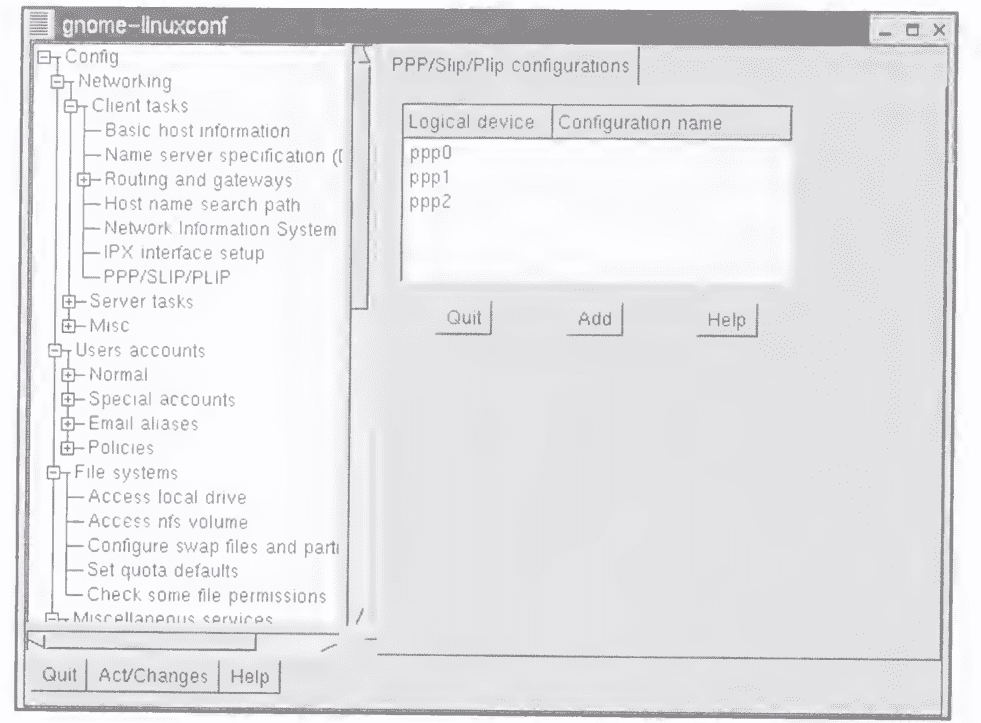 gnome-linuxconf
Config
Networking
Client tasks
Basic host information
Name server specification (
Routing and gateways
Host name search path
Network Information System
IPX interface setup
PPP/SLIP/PLIP
Server tasks
Misc
Users accounts
Normal
Special accounts
Email aliases
Policies
File systems
Access local drive
Access nfs volume
Configure swap files and parti
Set quota defaults
Check some file permissions
Miscellaneous services
Quit Act/Changes Help
PPP/Slip/Plip configurations
Logical device Configuration name
ppp0
ppp1
ppp2
Quit Add Help